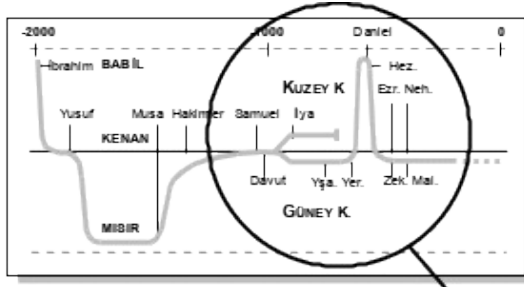 -2000 -1000 Daniel 0
İbrahim BABİL Hez.
KUZEY K
Ezr. Neh.
Yusuf Musa Hakimler Samuel İlya
KENAN
Davut Yşa. Yer. Zek. Mal.
GÜNEY K.
MISIR